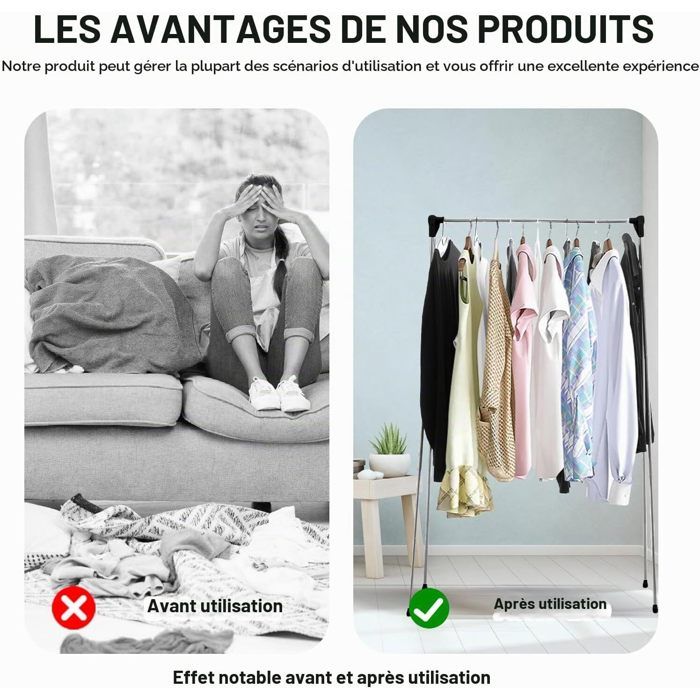 LES AVANTAGES DE NOS PRODUITS
Notre produit peut gérer la plupart des scénarios d'utilisation et vous offrir une excellente expérience
Avant utilisation
Après utilisation
Effet notable avant et après utilisation